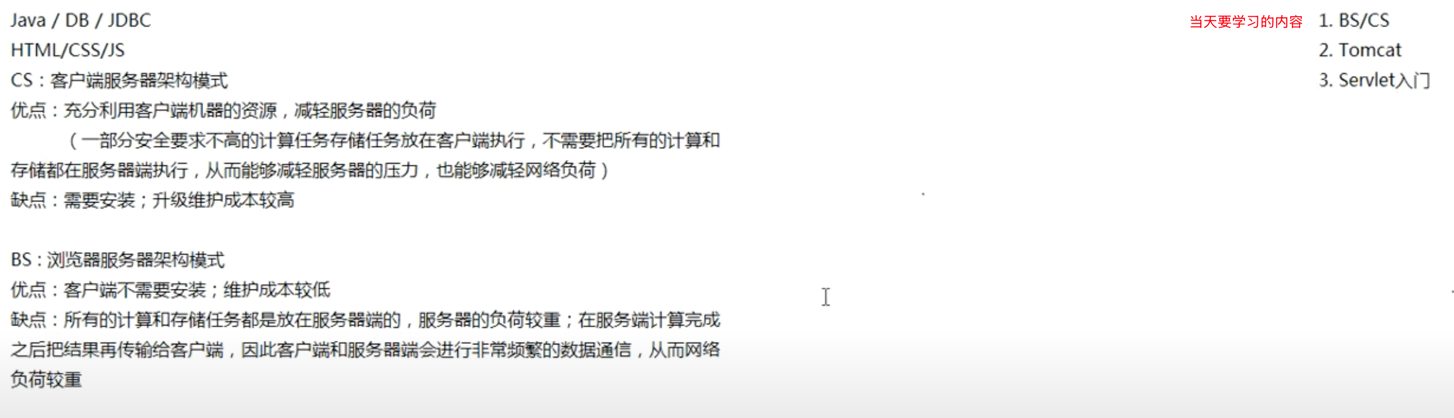 Java / DB / JDBC
HTML/CSS/JS
CS：客户端服务器架构模式
优点：充分利用客户端机器的资源，减轻服务器的负荷
（一部分安全要求不高的计算任务存储任务放在客户端执行，不需要把所有的计算和
存储都在服务器端执行，从而能够减轻服务器的压力，也能够减轻网络负荷）
缺点：需要安装；升级维护成本较高
BS：浏览器服务器架构模式
优点：客户端不需要安装；维护成本较低
缺点：所有的计算和存储任务都是放在服务器端的，服务器的负荷较重；在服务端计算完成
之后把结果再传输给客户端，因此客户端和服务器端会进行非常频繁的数据通信，从而网络
负荷较重
当天要学习的内容
1. BS/CS
2. Tomcat
3. Servlet入门